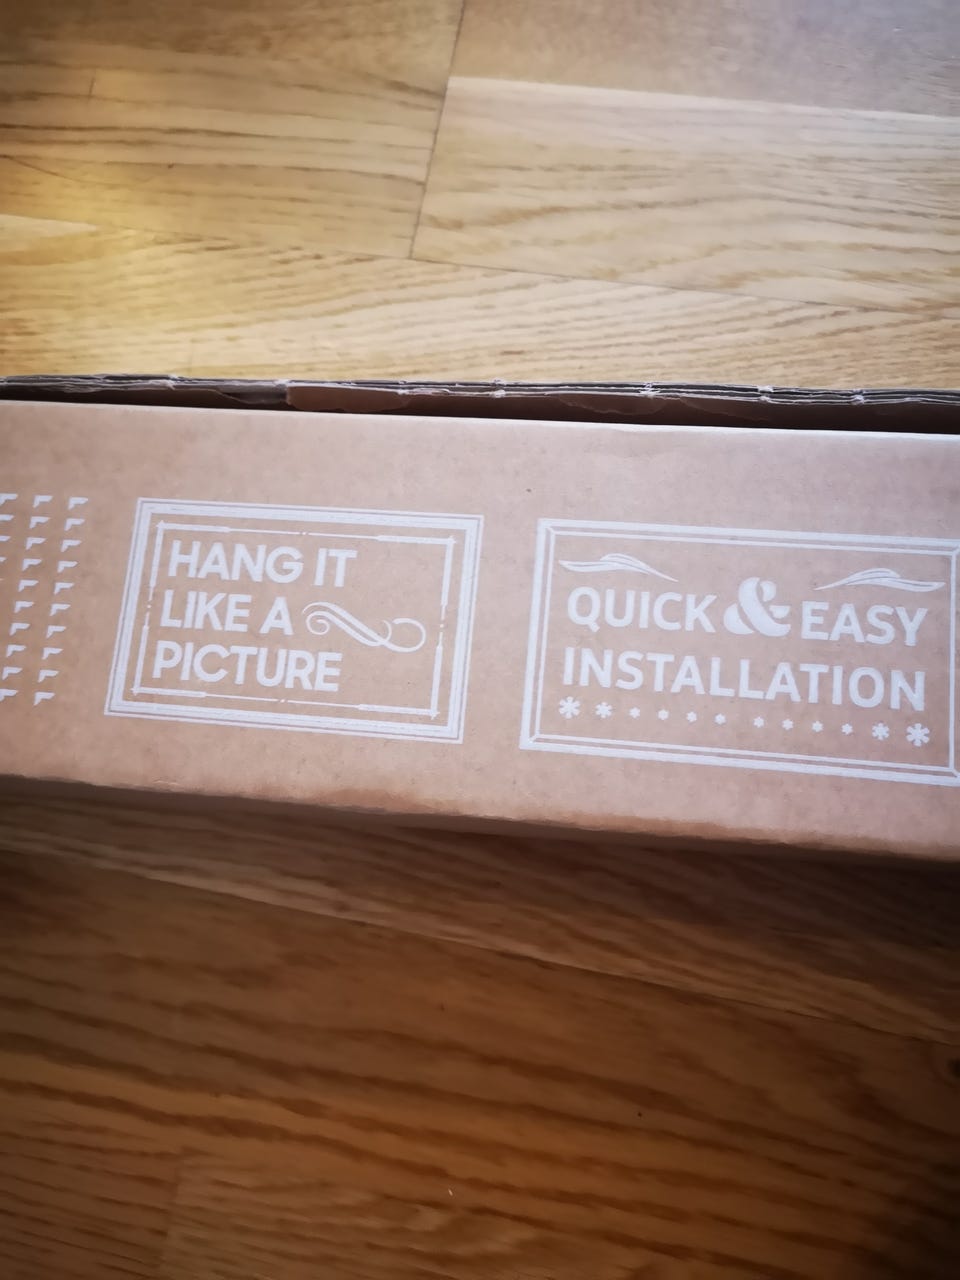 HANG IT
LIKE A
PICTURE
QUICK & EASY
INSTALLATION